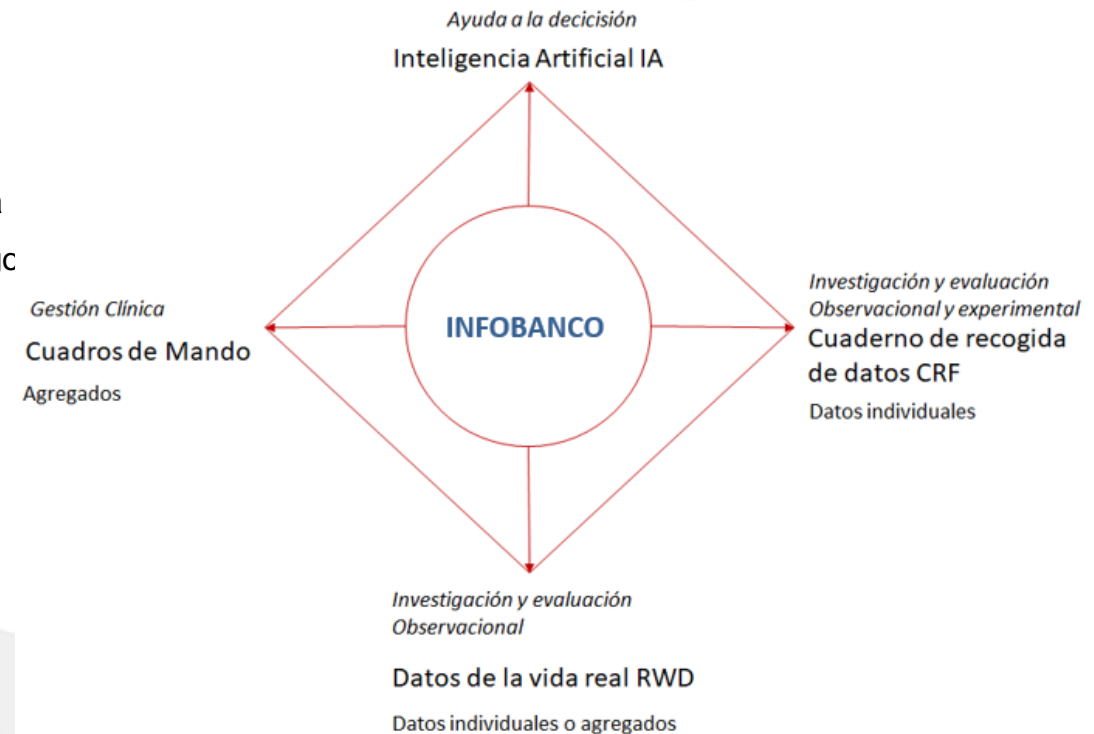 Ayuda a la decicisión
Inteligencia Artificial IA
Gestión Clínica
Cuadros de Mando
Agregados
INFOBANCO
Investigación y evaluación
Observacional y experimental
Cuaderno de recogida
de datos CRF
Datos individuales
Investigación y evaluación
Observacional
Datos de la vida real RWD
Datos individuales o agregados